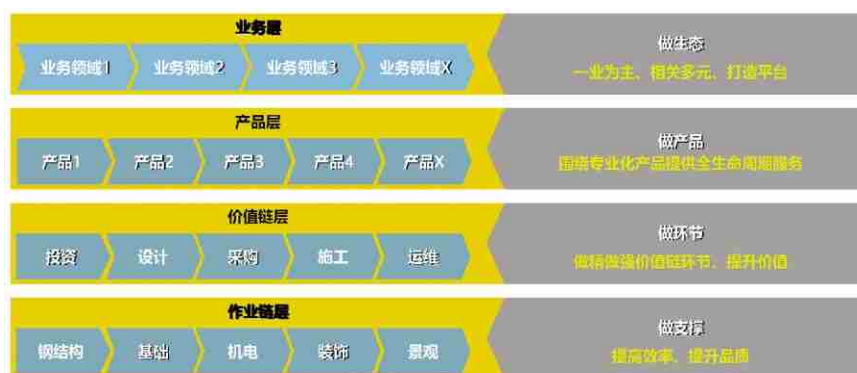 业务层
业务领域1 业务领域2 业务领域3 业务领域X
做生态
一业为主、相关多元、打造平台
产品层
产品1 产品2 产品3 产品4 产品X
做产品
围绕专业化产品提供全生命周期服务
价值链层
投资 设计 采购 施工 运维
做环节
做精做强价值链环节、提升价值
作业链层
钢结构 基础 机电 装饰 景观
做支撑
提高效率、提升品质